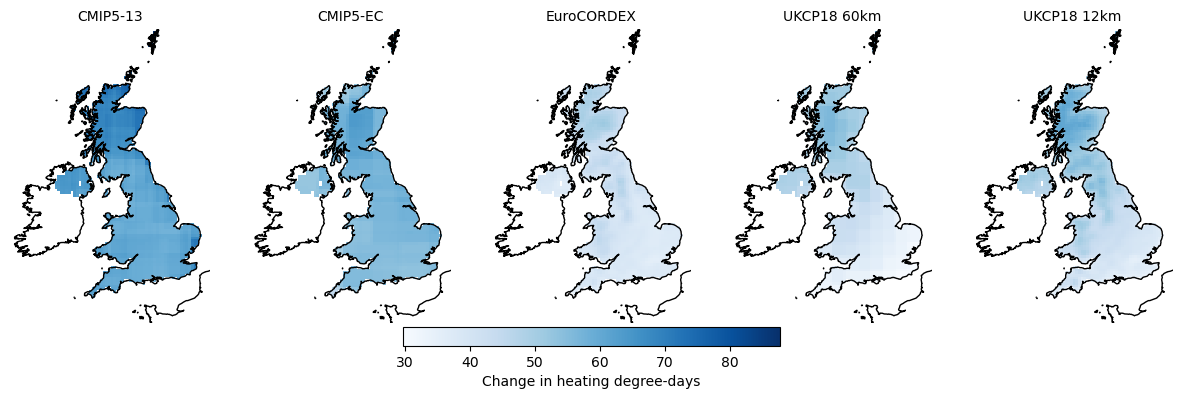 CMIP5-13
CMIP5-EC
EuroCORDEX
UKCP18 60km
UKCP18 12km
30 40 50 60 70 80
Change in heating degree-days